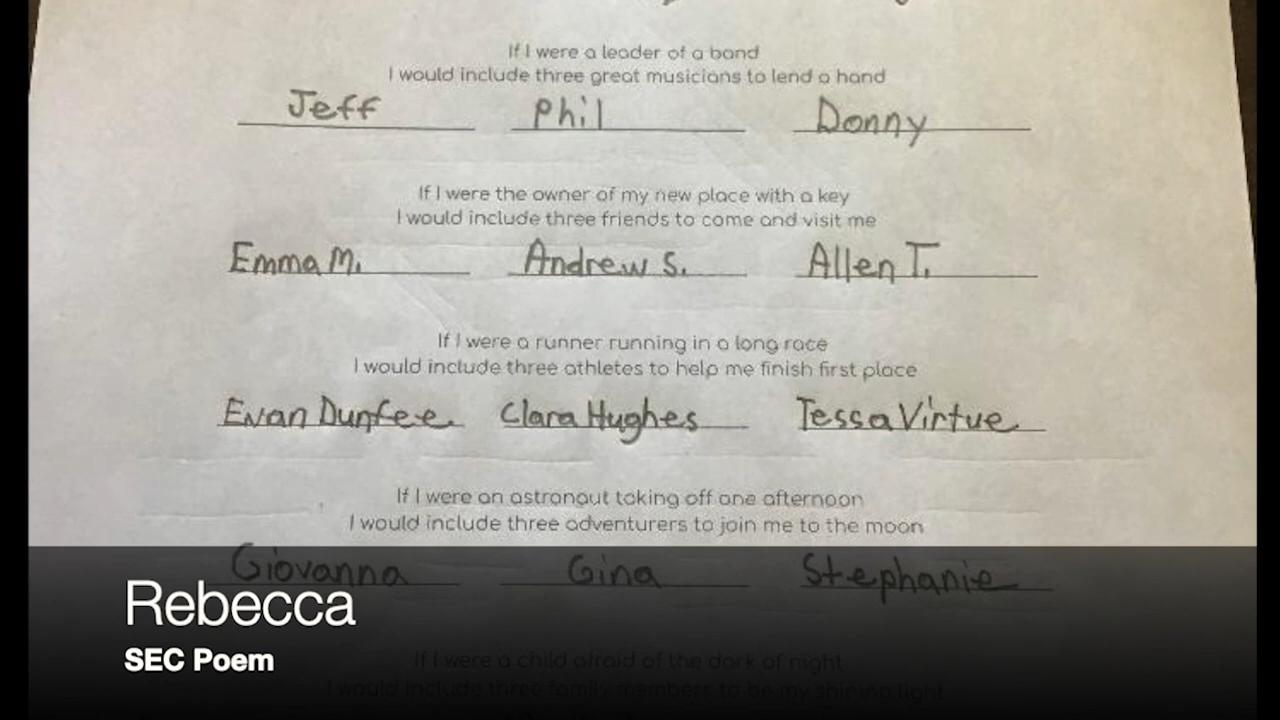 If I were a leader of a band
I would include three great musicians to lend a hand
Jeff Phil Donny
If I were the owner of my new place with a key
I would include three friends to come and visit me
Emma M. Andrew S. Allen T.
If I were a runner running in a long race
I would include three athletes to help me finish first place
Evan Dunfee Clara Hughes Tessa Virtue
If I were an astronaut taking off one afternoon
I would include three adventurers to join me to the moon
Giovanna Gina Stephanie
Rebecca
SEC Poem
If I were a child afraid of the dark of night
I would include three family members to be my shining light